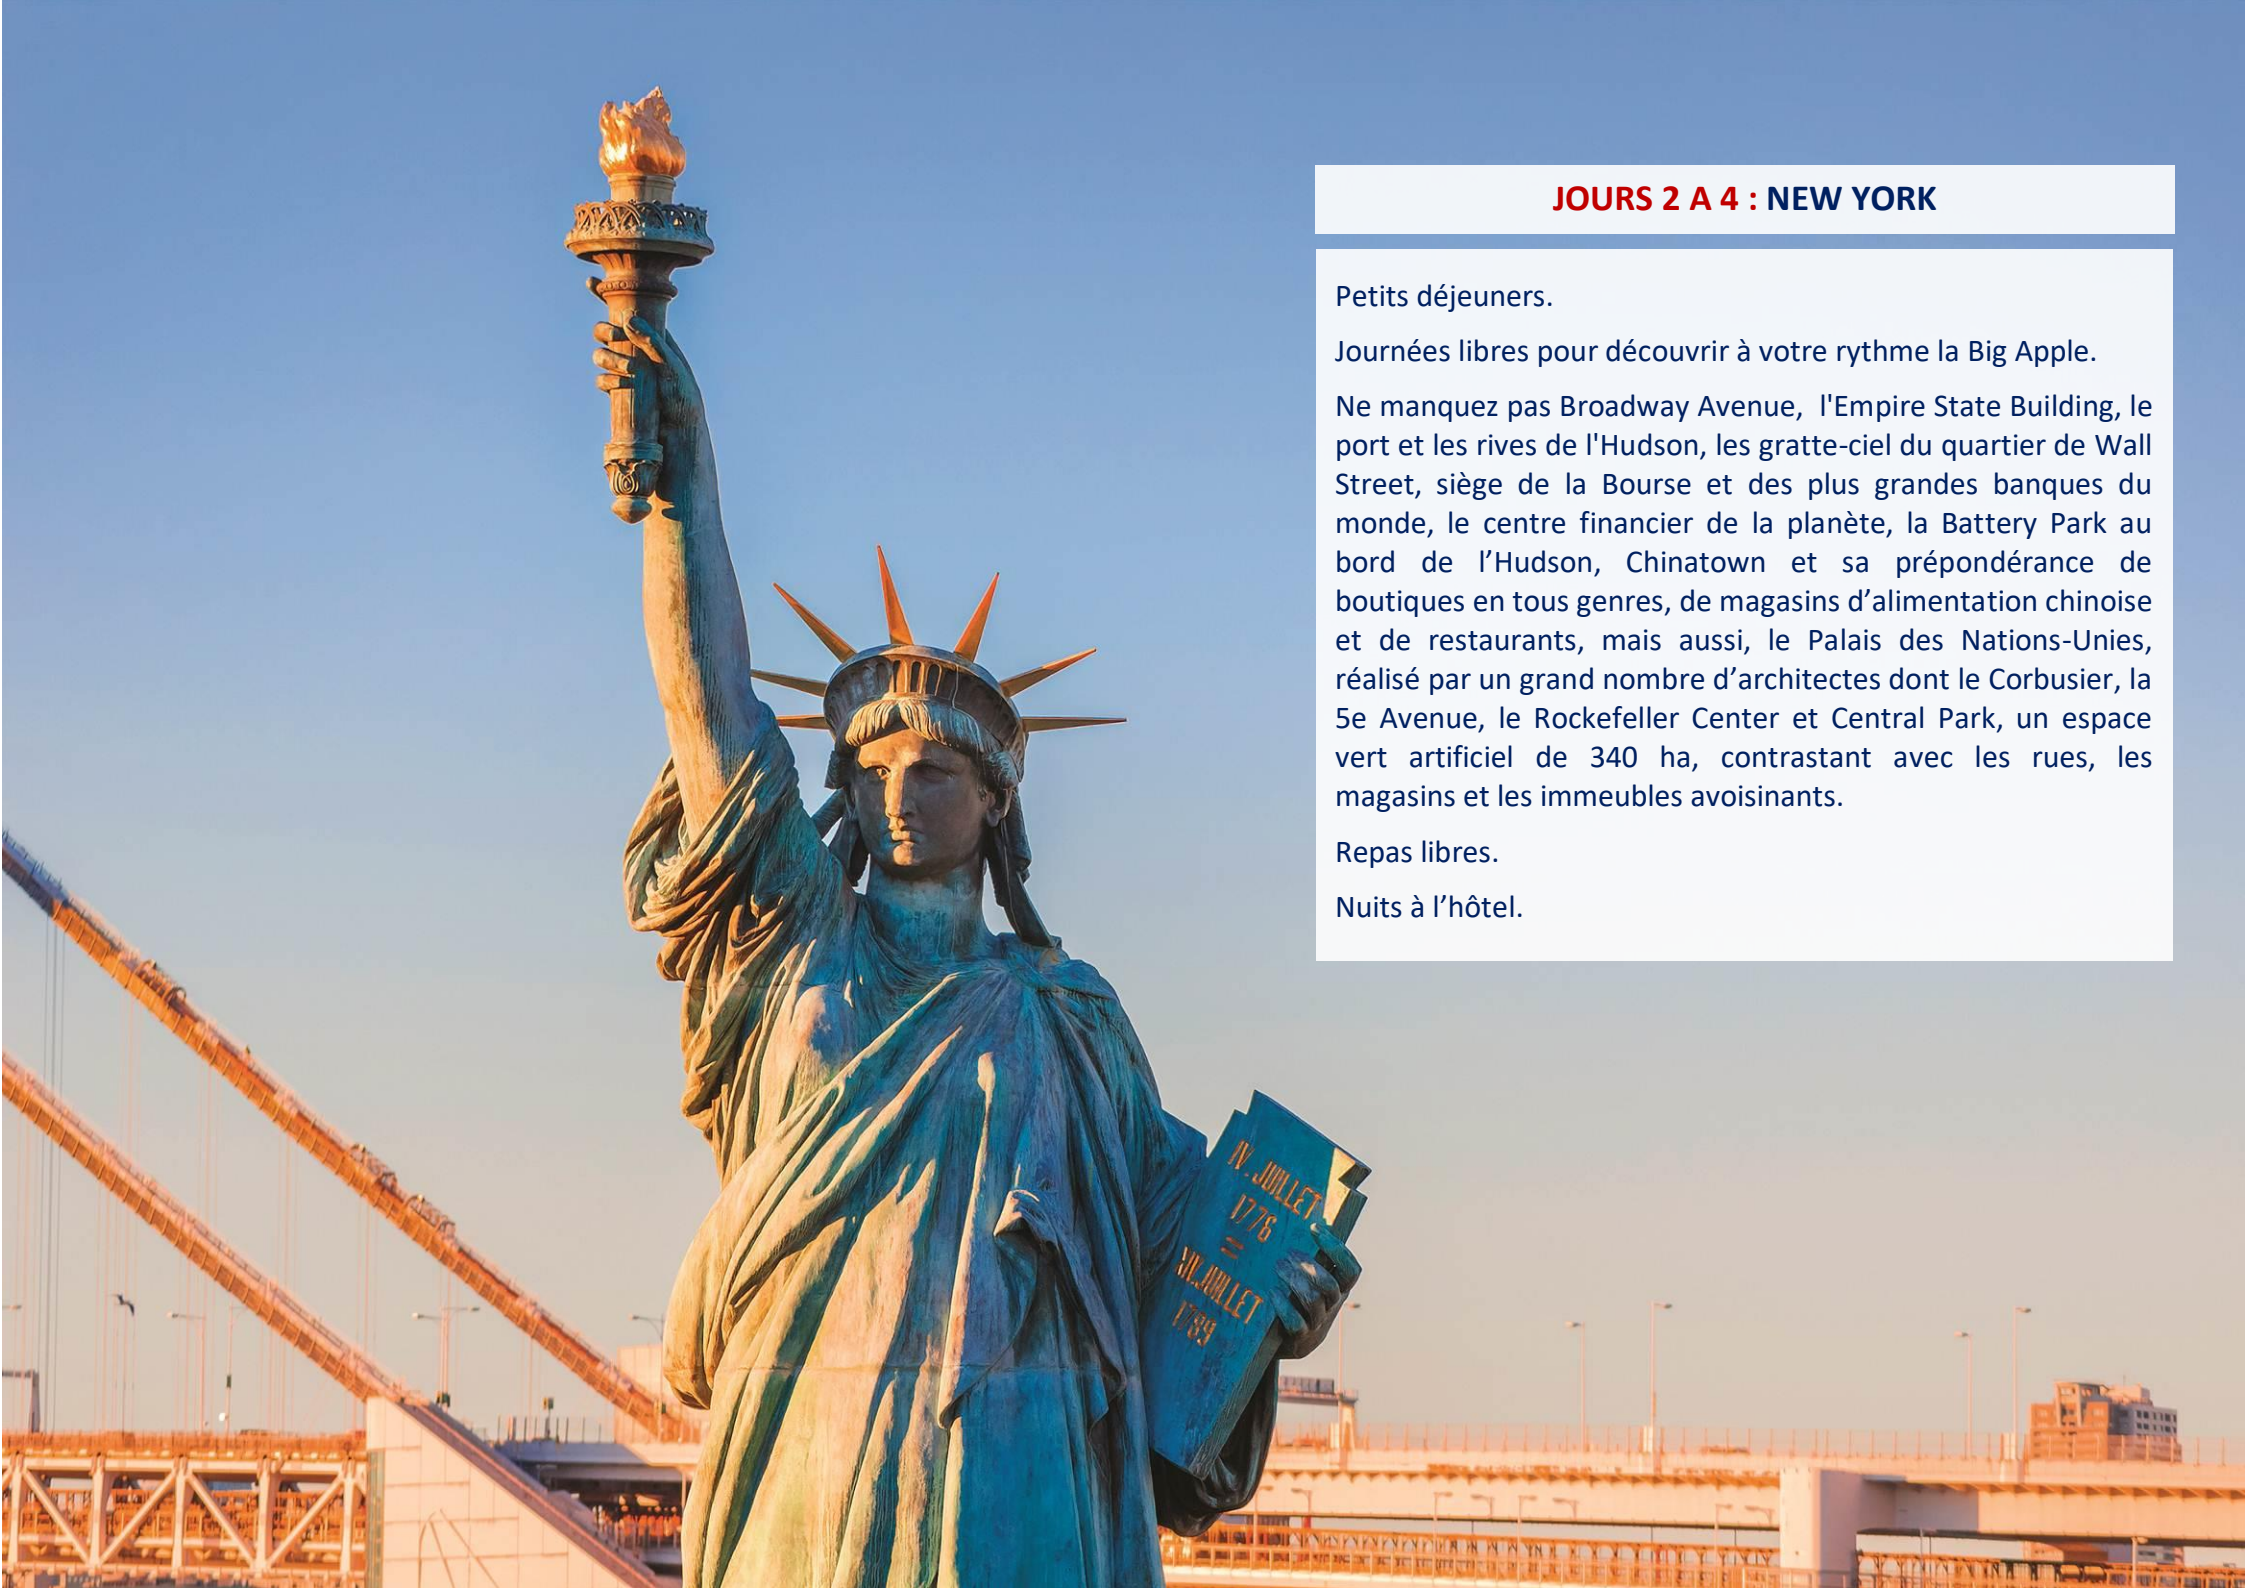 JOURS 2 A 4 : NEW YORK
Petits déjeuners.
Journées libres pour découvrir à votre rythme la Big Apple.
Ne manquez pas Broadway Avenue,  l'Empire State Building, le
port et les rives de l'Hudson, les gratte-ciel du quartier de Wall
Street, siège de la Bourse et des plus grandes banques du
monde, le centre financier de la planète, la Battery Park au
bord de l’Hudson, Chinatown et sa prépondérance de
boutiques en tous genres, de magasins d’alimentation chinoise
et de restaurants, mais aussi, le Palais des Nations-Unies,
réalisé par un grand nombre d’architectes dont le Corbusier, la
5e Avenue, le Rockefeller Center et Central Park, un espace
vert artificiel de 340 ha, contrastant avec les rues, les
magasins et les immeubles avoisinants.
Repas libres.
Nuits à l’hôtel.
IV. JUILLET
1776
=
XIV. JUILLET
1789